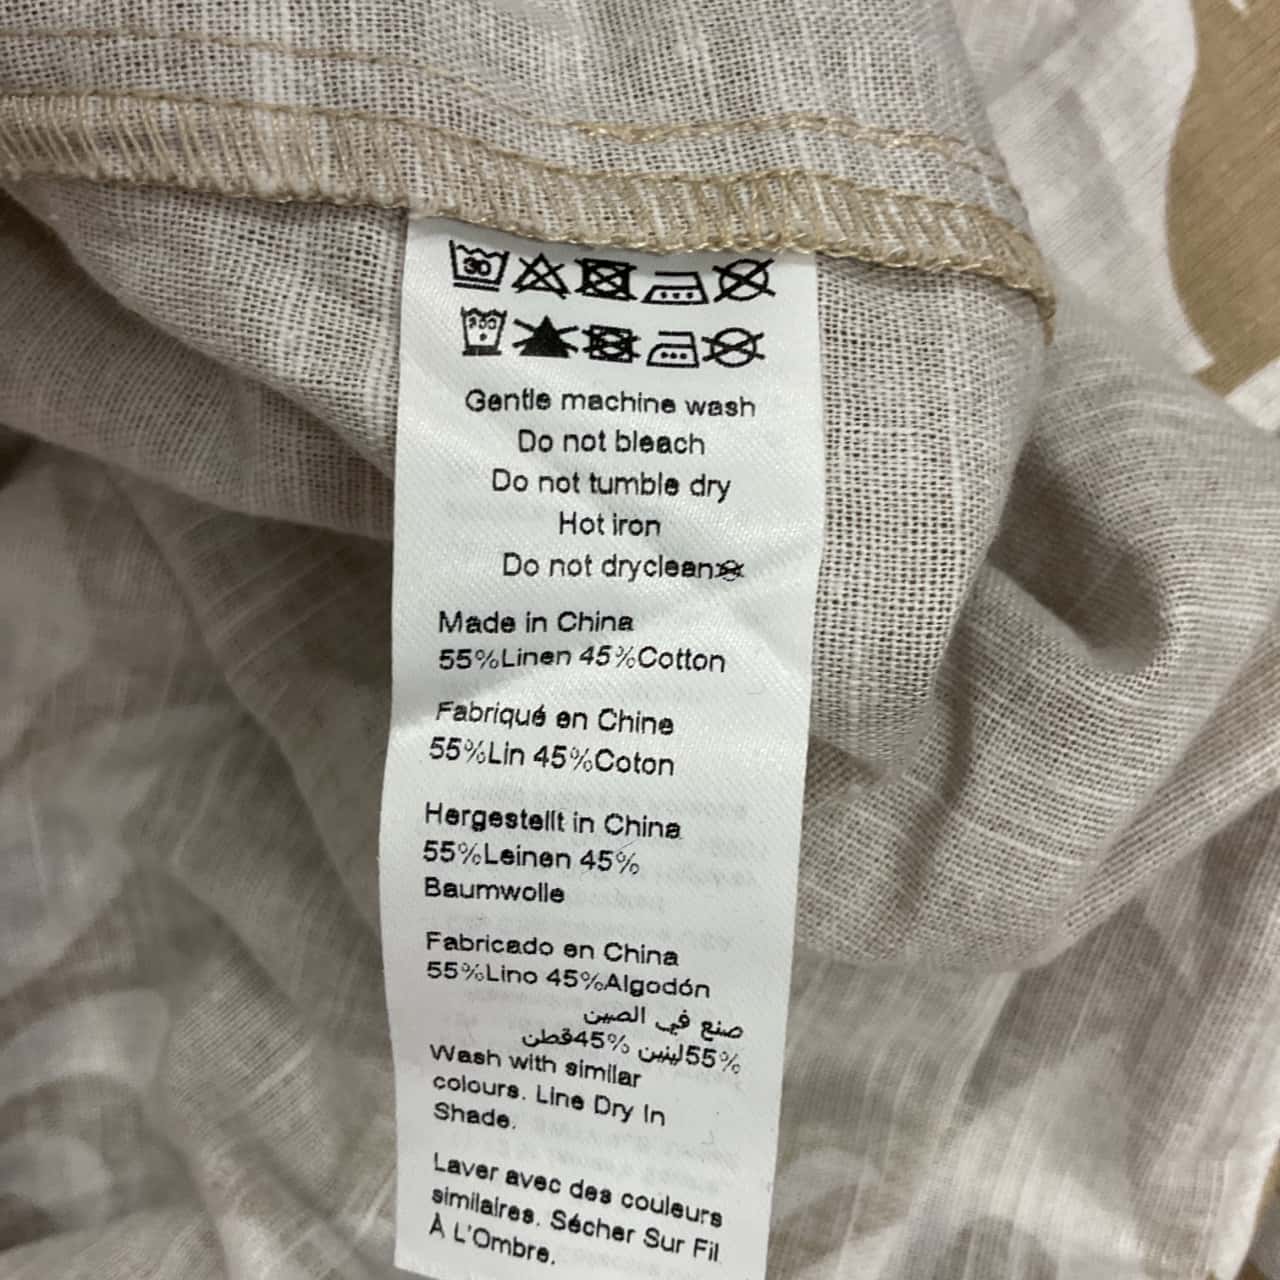 30
Gentle machine wash
Do not bleach
Do not tumble dry
Hot iron
Do not dryclean
Made in China
55%Linen 45%Cotton
Fabriqué en Chine
55%Lin 45%Coton
Hergestellt in China
55%Leinen 45%
Baumwolle
Fabricado en China
55%Lino 45%Algodón
صنع في الصين
55%لينين 45%قطن
Wash with similar
colours. Line Dry In
Shade.
Laver avec des couleurs
similaires. Sécher Sur Fil
À L'Ombre.